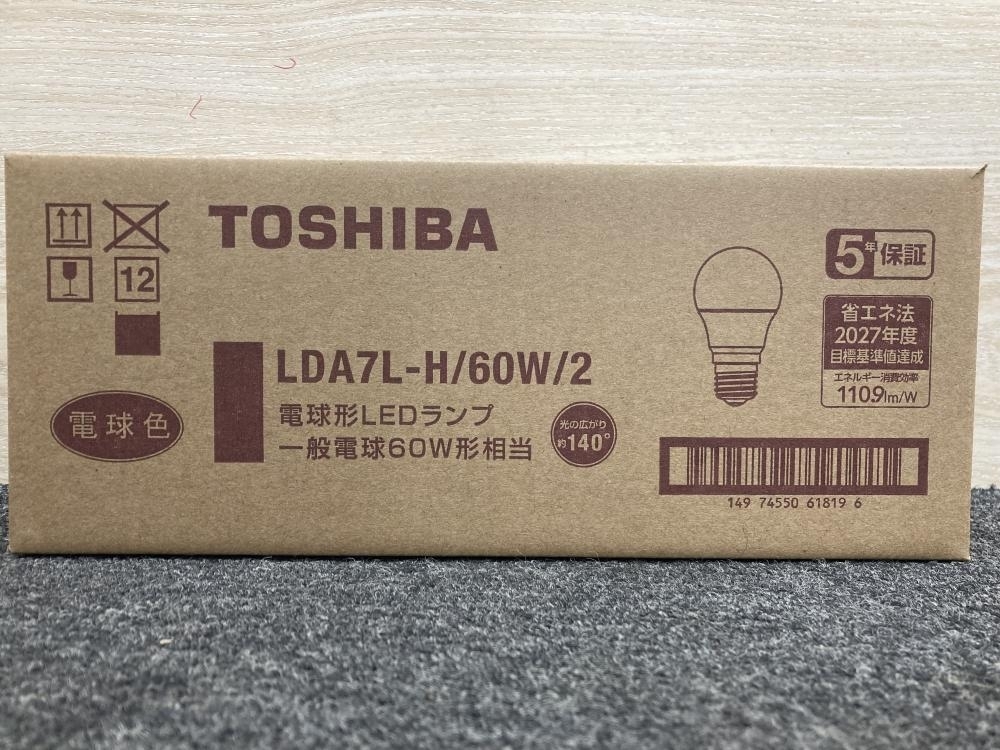 TOSHIBA
12
LDA7L-H/60W/2
電球形LEDランプ
一般電球60W形相当
電球色
光の広がり
約140°
5年保証
省エネ法
2027年度
目標基準値達成
エネルギー消費効率
110.9lm/W
149 74550 61819 6